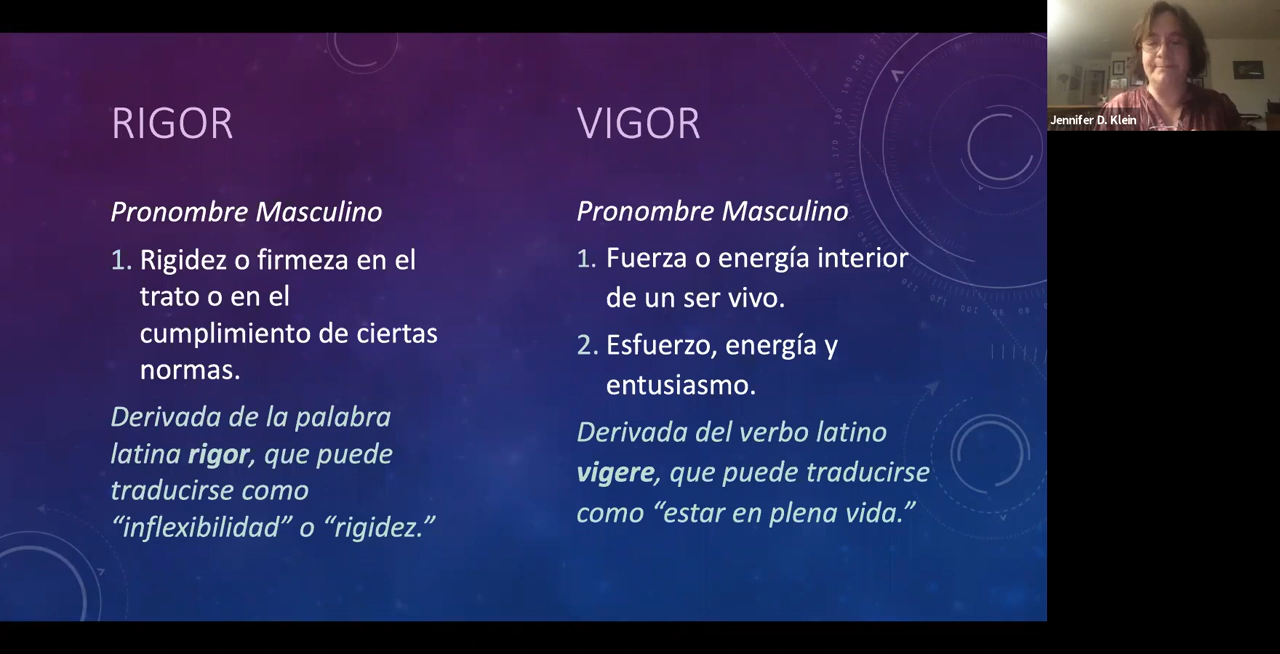 RIGOR
Pronombre Masculino
1. Rigidez o firmeza en el
trato o en el
cumplimiento de ciertas
normas.
Derivada de la palabra
latina rigor, que puede
traducirse como
“inflexibilidad” o “rigidez.”
VIGOR
Pronombre Masculino
1. Fuerza o energía interior
de un ser vivo.
2. Esfuerzo, energía y
entusiasmo.
Derivada del verbo latino
vigere, que puede traducirse
como “estar en plena vida.”
Jennifer D. Klein